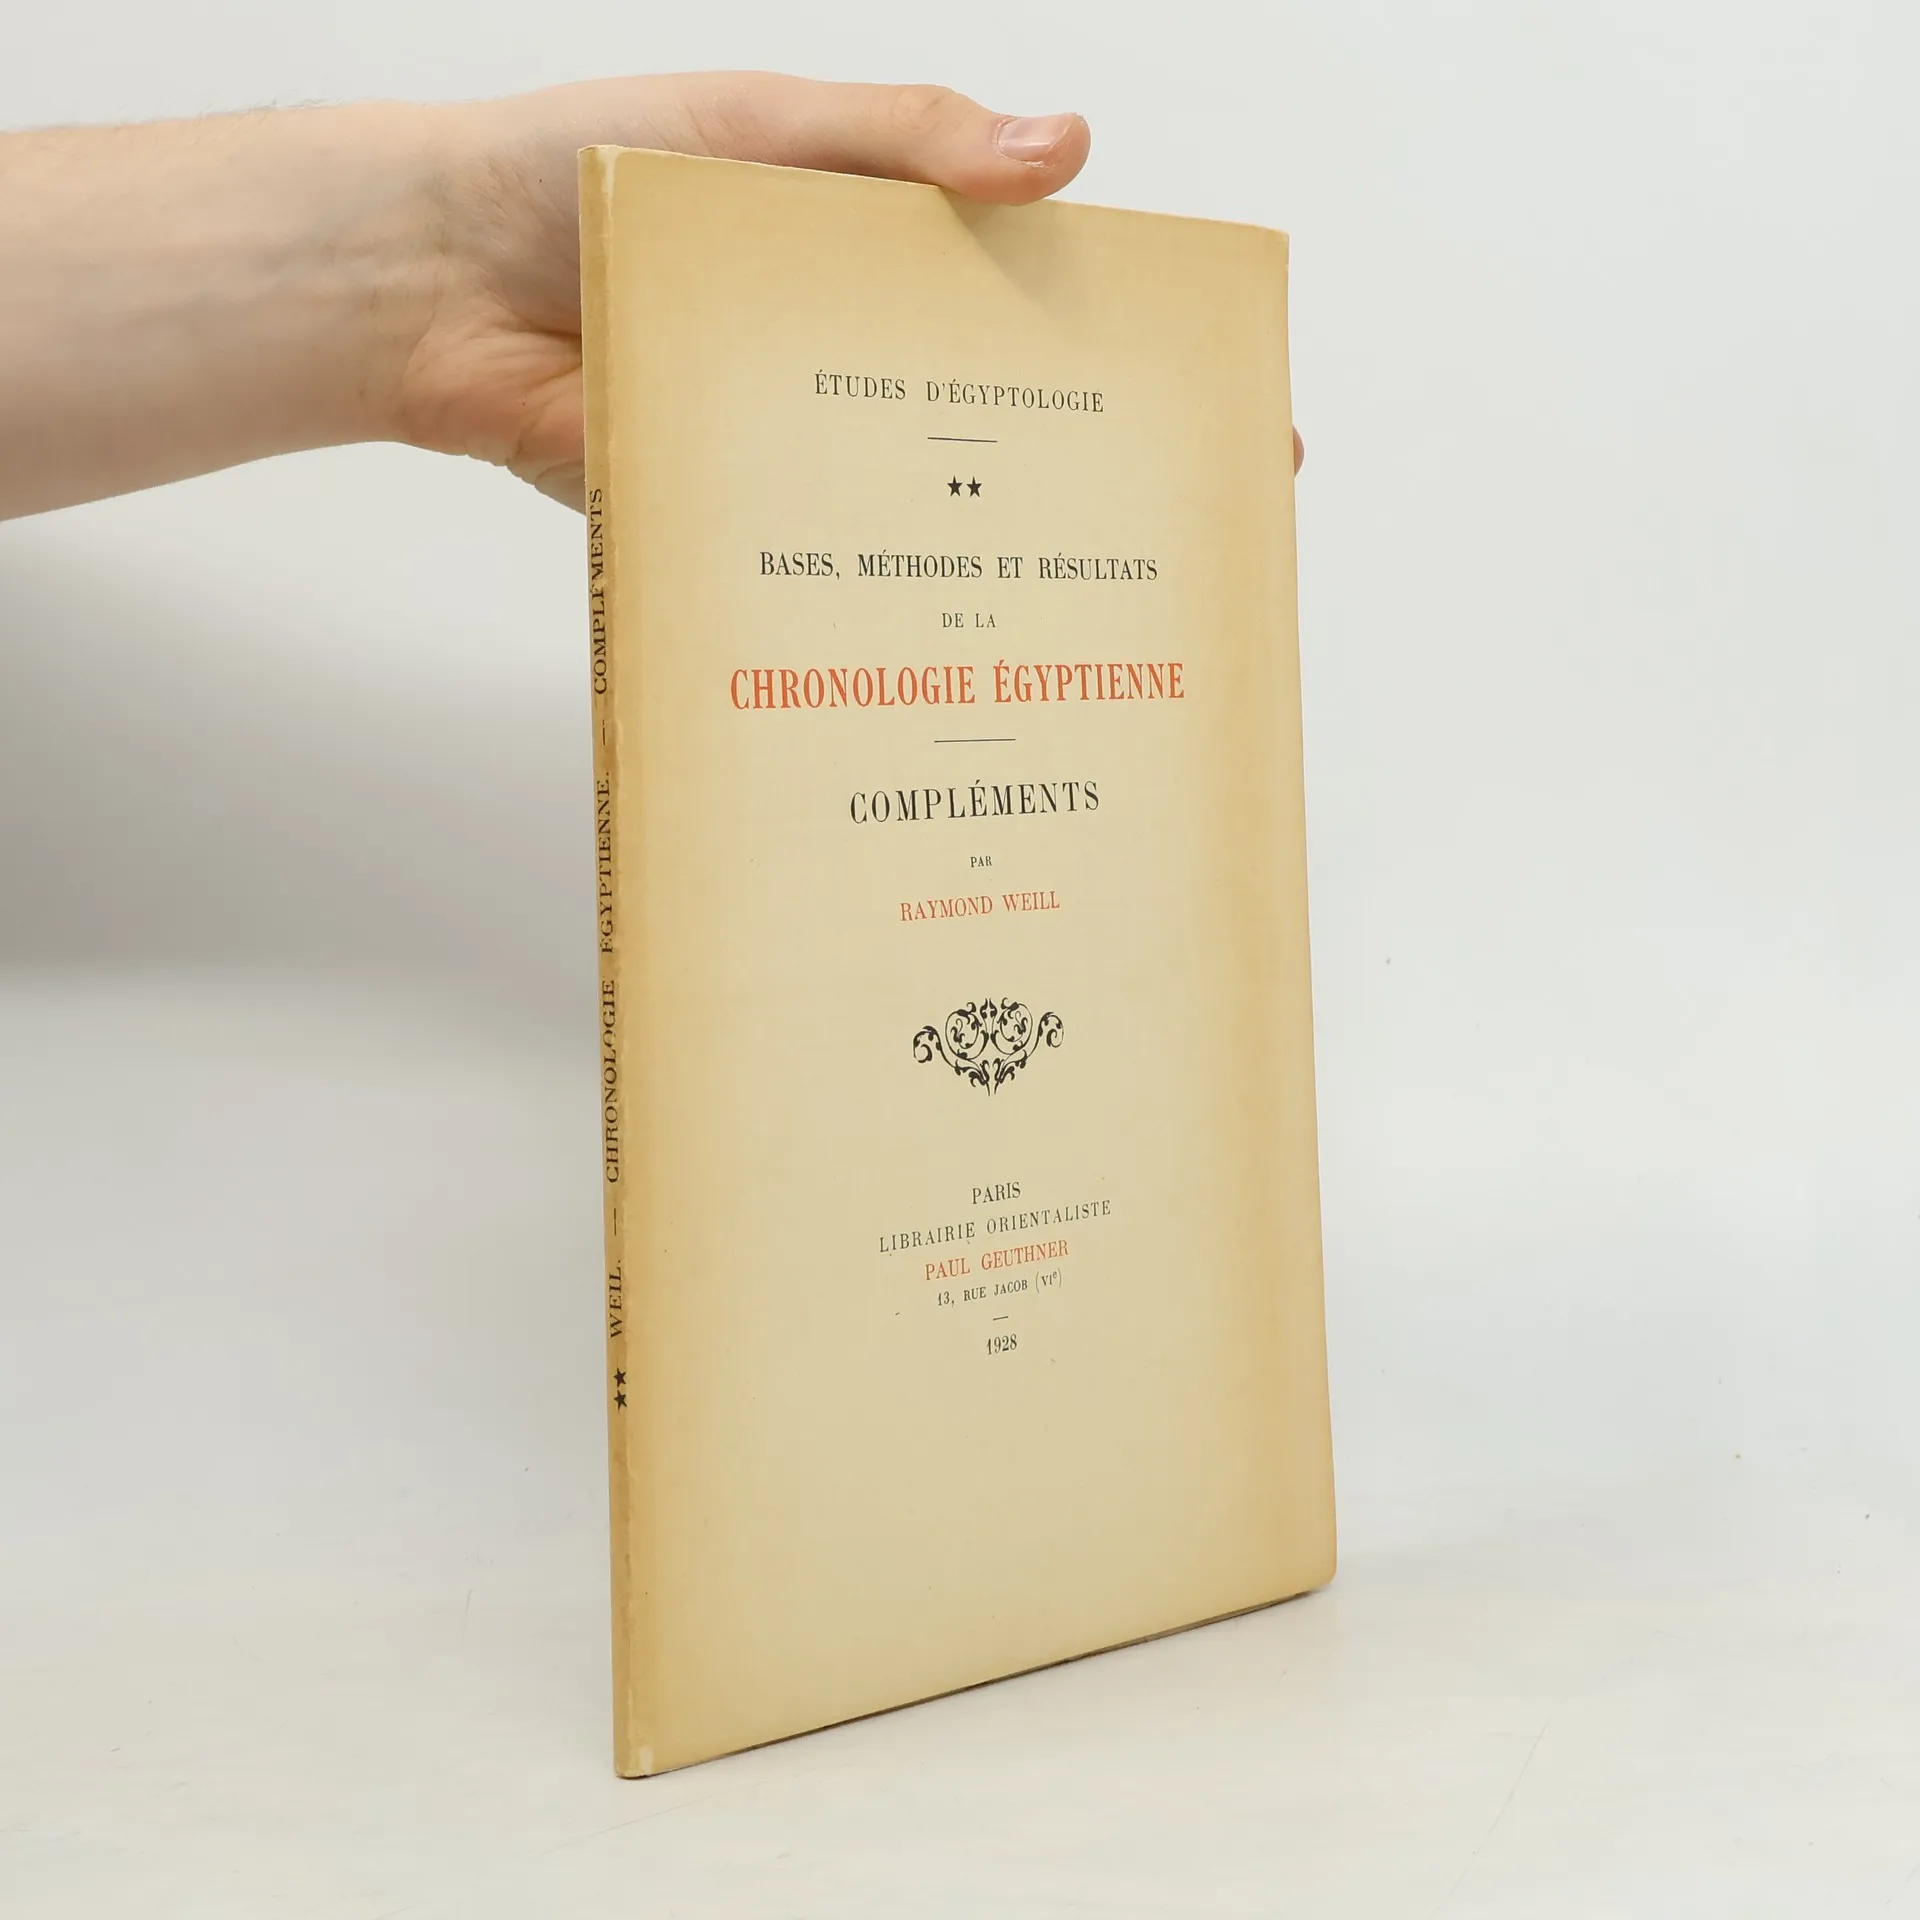 ÉTUDES D'ÉGYPTOLOGIE
★★
BASES, MÉTHODES ET RÉSULTATS
DE LA
CHRONOLOGIE ÉGYPTIENNE
COMPLÉMENTS
PAR
RAYMOND WEILL
PARIS
LIBRAIRIE ORIENTALISTE
PAUL GEUTHNER
13, RUE JACOB (VIe)
1928
★★ WEIL. — CHRONOLOGIE ÉGYPTIENNE. — COMPLÉMENTS